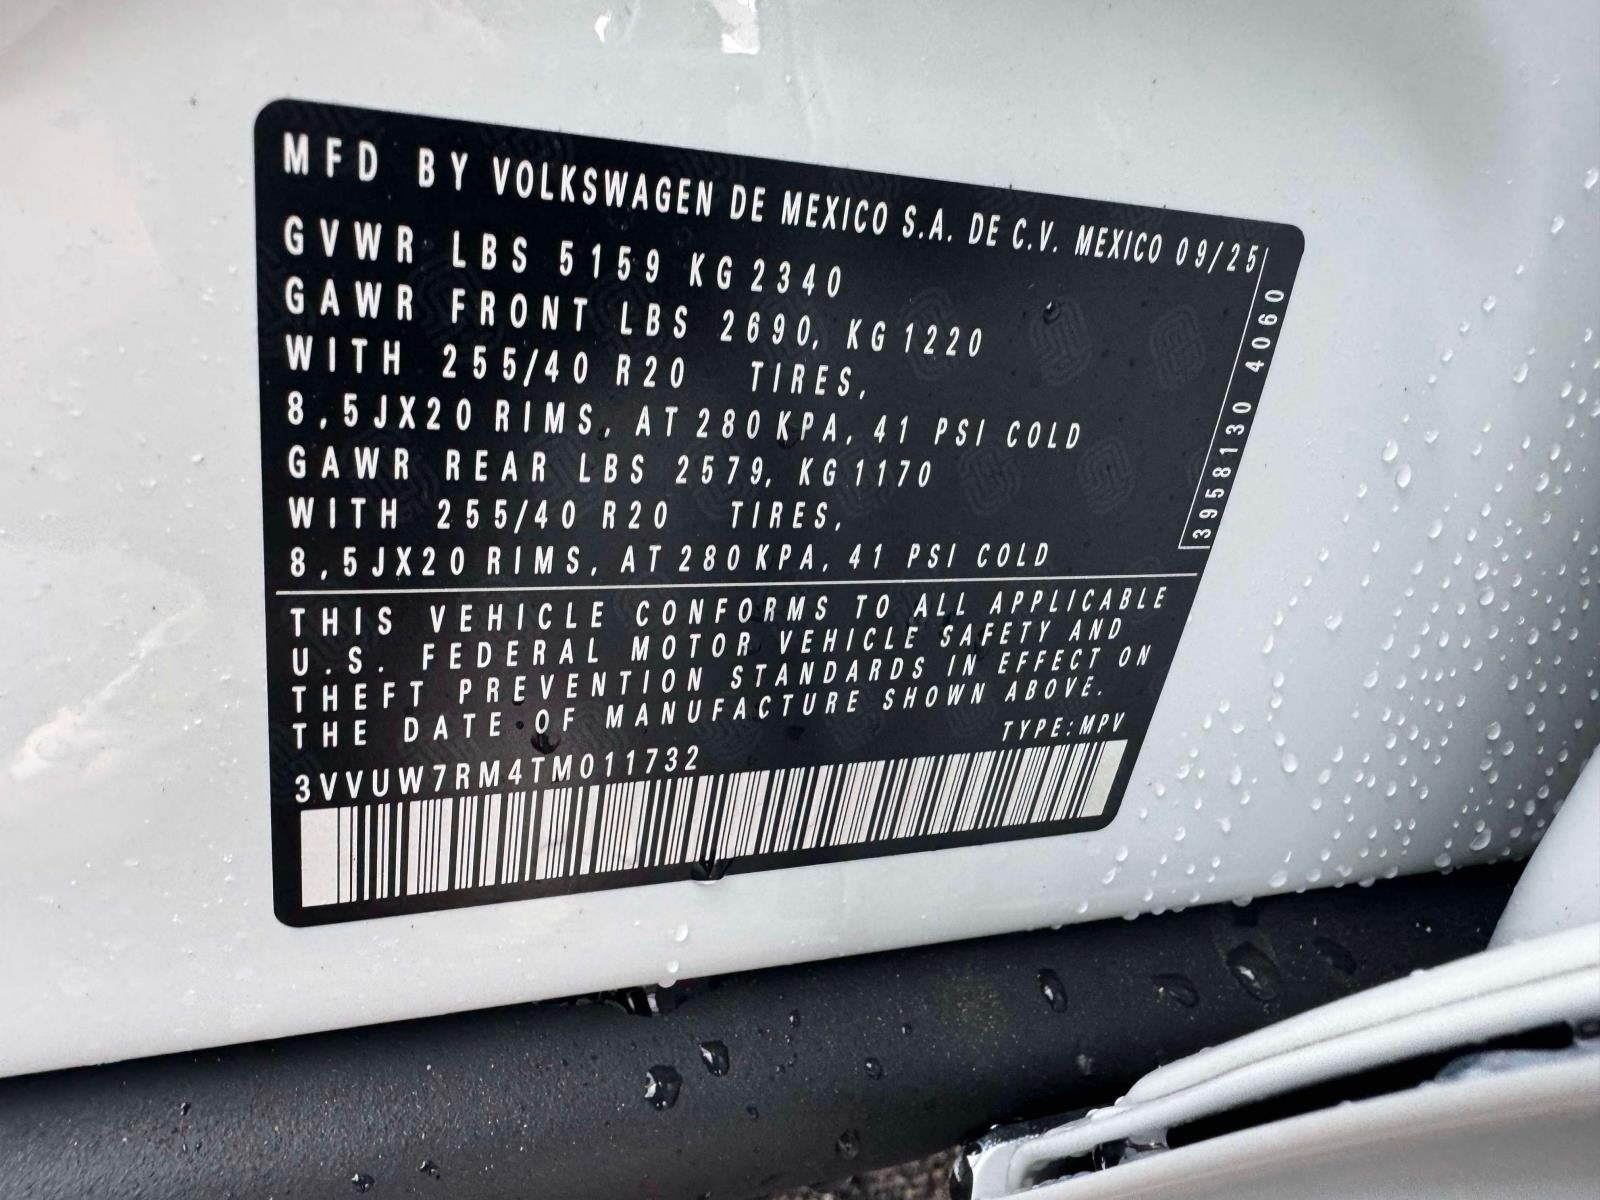 MFD BY VOLKSWAGEN DE MEXICO S.A. DE C.V. MEXICO 09/25
GVWR LBS 5159 KG 2340
GAWR FRONT LBS 2690, KG 1220
WITH 255/40 R20 TIRES,
8,5JX20 RIMS, AT 280 KPA, 41 PSI COLD
GAWR REAR LBS 2579, KG 1170
WITH 255/40 R20 TIRES,
8,5JX20 RIMS, AT 280 KPA, 41 PSI COLD
3958130 4060
THIS VEHICLE CONFORMS TO ALL APPLICABLE
U.S. FEDERAL MOTOR VEHICLE SAFETY AND
THEFT PREVENTION STANDARDS IN EFFECT ON
THE DATE OF MANUFACTURE SHOWN ABOVE.
TYPE: MPV
3VVUW7RM4TM011732